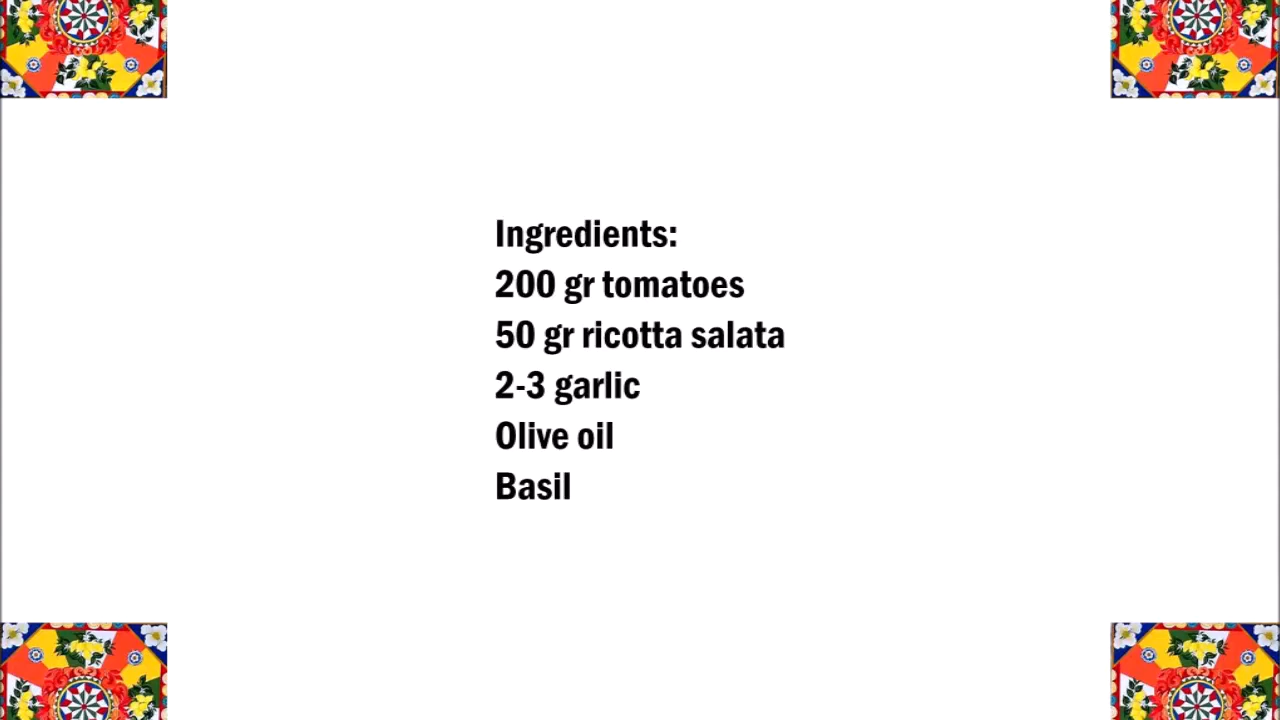 Ingredients:
200 gr tomatoes
50 gr ricotta salata
2-3 garlic
Olive oil
Basil